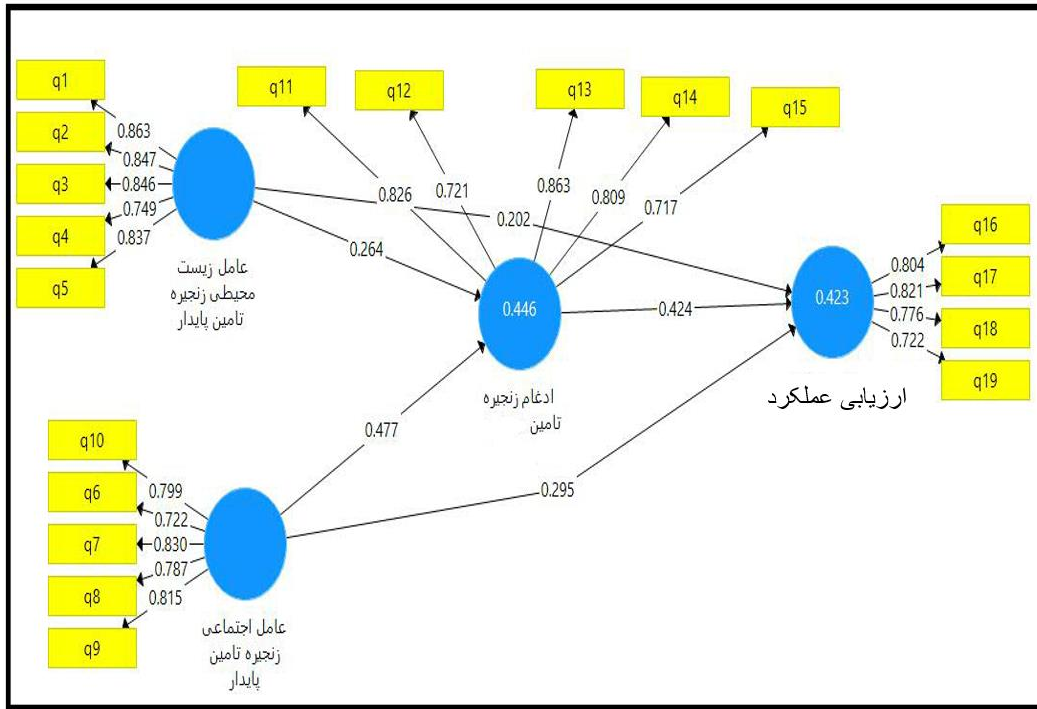 q1
q2
q3
q4
q5
0.863
0.847
0.846
0.749
0.837
عامل زیست
محیطی زنجیره
تامین پایدار
q11
q12
q13
q14
q15
0.826
0.721
0.863
0.809
0.717
0.202
0.264
0.446
ادغام زنجیره
تامین
0.424
0.477
0.295
0.423
ارزیابی عملکرد
q16
q17
q18
q19
0.804
0.821
0.776
0.722
q10
q6
q7
q8
q9
0.799
0.722
0.830
0.787
0.815
عامل اجتماعی
زنجیره تامین
پایدار